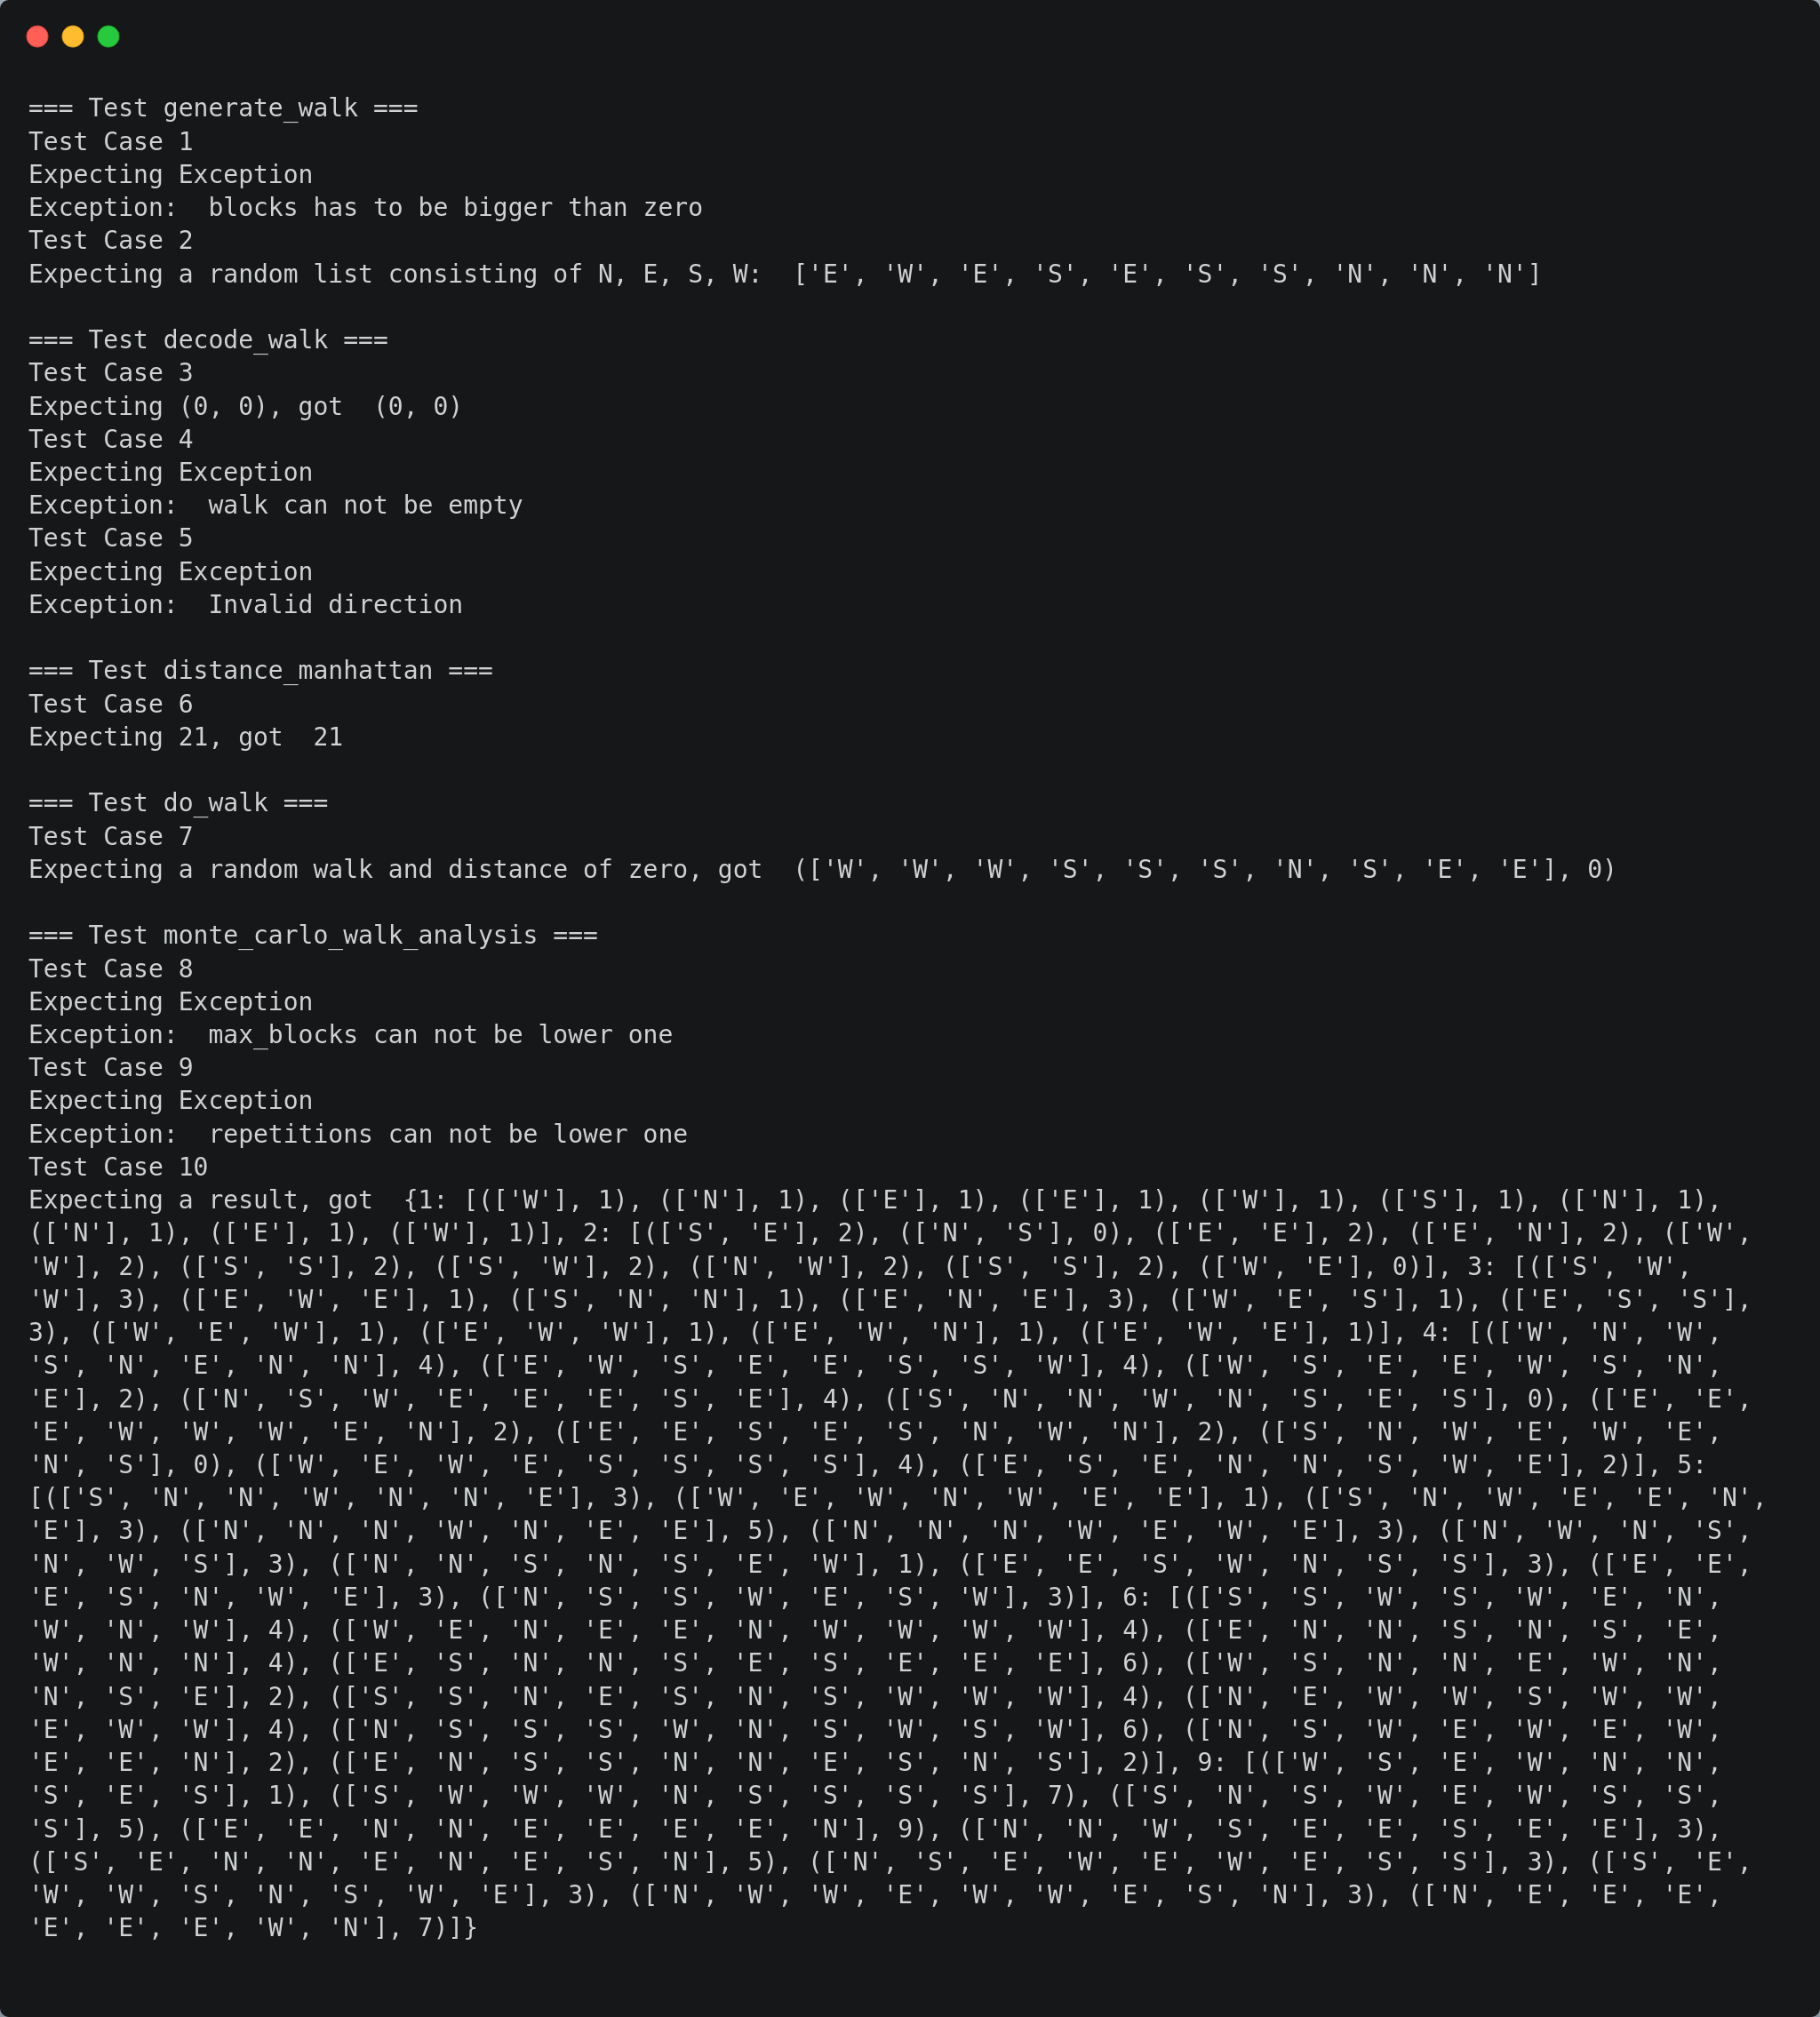 === Test generate_walk ===
Test Case 1
Expecting Exception
Exception:  blocks has to be bigger than zero
Test Case 2
Expecting a random list consisting of N, E, S, W:  ['E', 'W', 'E', 'S', 'E', 'S', 'S', 'N', 'N', 'N']

=== Test decode_walk ===
Test Case 3
Expecting (0, 0), got  (0, 0)
Test Case 4
Expecting Exception
Exception:  walk can not be empty
Test Case 5
Expecting Exception
Exception:  Invalid direction

=== Test distance_manhattan ===
Test Case 6
Expecting 21, got  21

=== Test do_walk ===
Test Case 7
Expecting a random walk and distance of zero, got  (['W', 'W', 'W', 'S', 'S', 'S', 'N', 'S', 'E', 'E'], 0)

=== Test monte_carlo_walk_analysis ===
Test Case 8
Expecting Exception
Exception:  max_blocks can not be lower one
Test Case 9
Expecting Exception
Exception:  repetitions can not be lower one
Test Case 10
Expecting a result, got  {1: [(['W'], 1), (['N'], 1), (['E'], 1), (['E'], 1), (['W'], 1), (['S'], 1), (['N'], 1),
(['N'], 1), (['E'], 1), (['W'], 1)], 2: [(['S', 'E'], 2), (['N', 'S'], 0), (['E', 'E'], 2), (['E', 'N'], 2), (['W',
'W'], 2), (['S', 'S'], 2), (['S', 'W'], 2), (['N', 'W'], 2), (['S', 'S'], 2), (['W', 'E'], 0)], 3: [(['S', 'W',
'W'], 3), (['E', 'W', 'E'], 1), (['S', 'N', 'N'], 1), (['E', 'N', 'E'], 3), (['W', 'E', 'S'], 1), (['E', 'S', 'S'],
3), (['W', 'E', 'W'], 1), (['E', 'W', 'W'], 1), (['E', 'W', 'N'], 1), (['E', 'W', 'E'], 1)], 4: [(['W', 'N', 'W',
'S', 'N', 'E', 'N', 'N'], 4), (['E', 'W', 'S', 'E', 'E', 'S', 'S', 'W'], 4), (['W', 'S', 'E', 'E', 'W', 'S', 'N',
'E'], 2), (['N', 'S', 'W', 'E', 'E', 'E', 'S', 'E'], 4), (['S', 'N', 'N', 'W', 'N', 'S', 'E', 'S'], 0), (['E', 'E',
'E', 'W', 'W', 'W', 'E', 'N'], 2), (['E', 'E', 'S', 'E', 'S', 'N', 'W', 'N'], 2), (['S', 'N', 'W', 'E', 'W', 'E',
'N', 'S'], 0), (['W', 'E', 'W', 'E', 'S', 'S', 'S', 'S'], 4), (['E', 'S', 'E', 'N', 'N', 'S', 'W', 'E'], 2)], 5:
[(['S', 'N', 'N', 'W', 'N', 'N', 'E'], 3), (['W', 'E', 'W', 'N', 'W', 'E', 'E'], 1), (['S', 'N', 'W', 'E', 'E', 'N',
'E'], 3), (['N', 'N', 'N', 'W', 'N', 'E', 'E'], 5), (['N', 'N', 'N', 'W', 'E', 'W', 'E'], 3), (['N', 'W', 'N', 'S',
'N', 'W', 'S'], 3), (['N', 'N', 'S', 'N', 'S', 'E', 'W'], 1), (['E', 'E', 'S', 'W', 'N', 'S', 'S'], 3), (['E', 'E',
'E', 'S', 'N', 'W', 'E'], 3), (['N', 'S', 'S', 'W', 'E', 'S', 'W'], 3)], 6: [(['S', 'S', 'W', 'S', 'W', 'E', 'N',
'W', 'N', 'W'], 4), (['W', 'E', 'N', 'E', 'E', 'N', 'W', 'W', 'W', 'W'], 4), (['E', 'N', 'N', 'S', 'N', 'S', 'E',
'W', 'N', 'N'], 4), (['E', 'S', 'N', 'N', 'S', 'E', 'S', 'E', 'E', 'E'], 6), (['W', 'S', 'N', 'N', 'E', 'W', 'N',
'N', 'S', 'E'], 2), (['S', 'S', 'N', 'E', 'S', 'N', 'S', 'W', 'W', 'W'], 4), (['N', 'E', 'W', 'W', 'S', 'W', 'W',
'E', 'W', 'W'], 4), (['N', 'S', 'S', 'S', 'W', 'N', 'S', 'W', 'S', 'W'], 6), (['N', 'S', 'W', 'E', 'W', 'E', 'W',
'E', 'E', 'N'], 2), (['E', 'N', 'S', 'S', 'N', 'N', 'E', 'S', 'N', 'S'], 2)], 9: [(['W', 'S', 'E', 'W', 'N', 'N',
'S', 'E', 'S'], 1), (['S', 'W', 'W', 'W', 'N', 'S', 'S', 'S', 'S'], 7), (['S', 'N', 'S', 'W', 'E', 'W', 'S', 'S',
'S'], 5), (['E', 'E', 'N', 'N', 'E', 'E', 'E', 'E', 'N'], 9), (['N', 'N', 'W', 'S', 'E', 'E', 'S', 'E', 'E'], 3),
(['S', 'E', 'N', 'N', 'E', 'N', 'E', 'S', 'N'], 5), (['N', 'S', 'E', 'W', 'E', 'W', 'E', 'S', 'S'], 3), (['S', 'E',
'W', 'W', 'S', 'N', 'S', 'W', 'E'], 3), (['N', 'W', 'W', 'E', 'W', 'W', 'E', 'S', 'N'], 3), (['N', 'E', 'E', 'E',
'E', 'E', 'E', 'W', 'N'], 7)]}